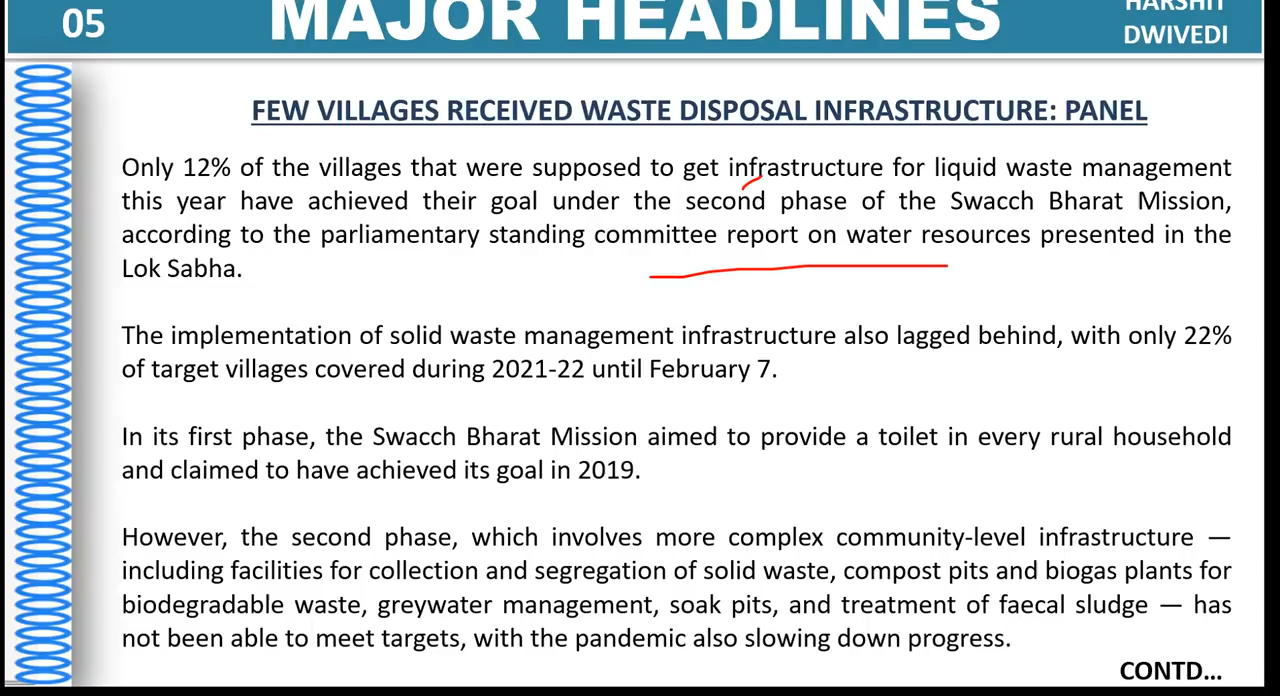 05
MAJOR HEADLINES
HARSHIT
DWIVEDI
FEW VILLAGES RECEIVED WASTE DISPOSAL INFRASTRUCTURE: PANEL
Only 12% of the villages that were supposed to get infrastructure for liquid waste management
this year have achieved their goal under the second phase of the Swacch Bharat Mission,
according to the parliamentary standing committee report on water resources presented in the
Lok Sabha.
The implementation of solid waste management infrastructure also lagged behind, with only 22%
of target villages covered during 2021-22 until February 7.
In its first phase, the Swacch Bharat Mission aimed to provide a toilet in every rural household
and claimed to have achieved its goal in 2019.
However, the second phase, which involves more complex community-level infrastructure —
including facilities for collection and segregation of solid waste, compost pits and biogas plants for
biodegradable waste, greywater management, soak pits, and treatment of faecal sludge — has
not been able to meet targets, with the pandemic also slowing down progress.
CONTD...